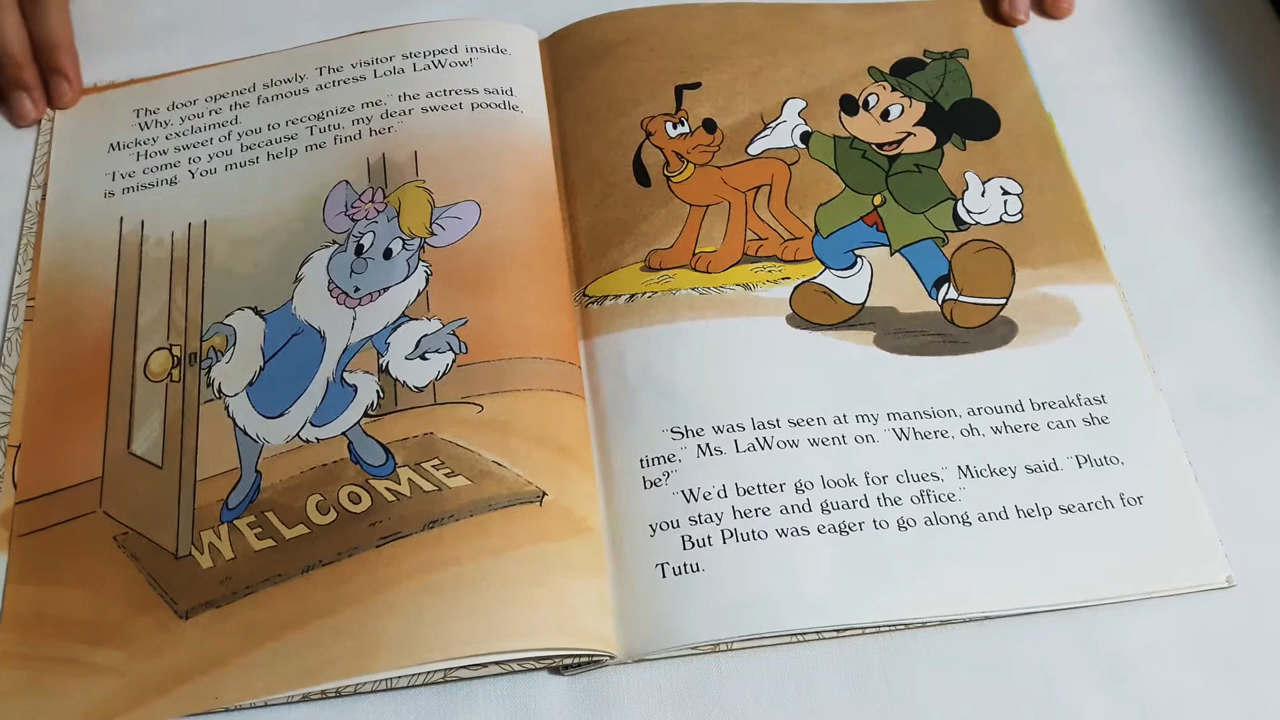 The door opened slowly. The visitor stepped inside.
"Why, you're the famous actress Lola LaWow!"
Mickey exclaimed.
"How sweet of you to recognize me," the actress said.
"I've come to you because Tutu, my dear sweet poodle,
is missing. You must help me find her."
WELCOME
"She was last seen at my mansion, around breakfast
time," Ms. LaWow went on. "Where, oh, where can she
be?"
"We'd better go look for clues," Mickey said. "Pluto,
you stay here and guard the office."
But Pluto was eager to go along and help search for
Tutu.